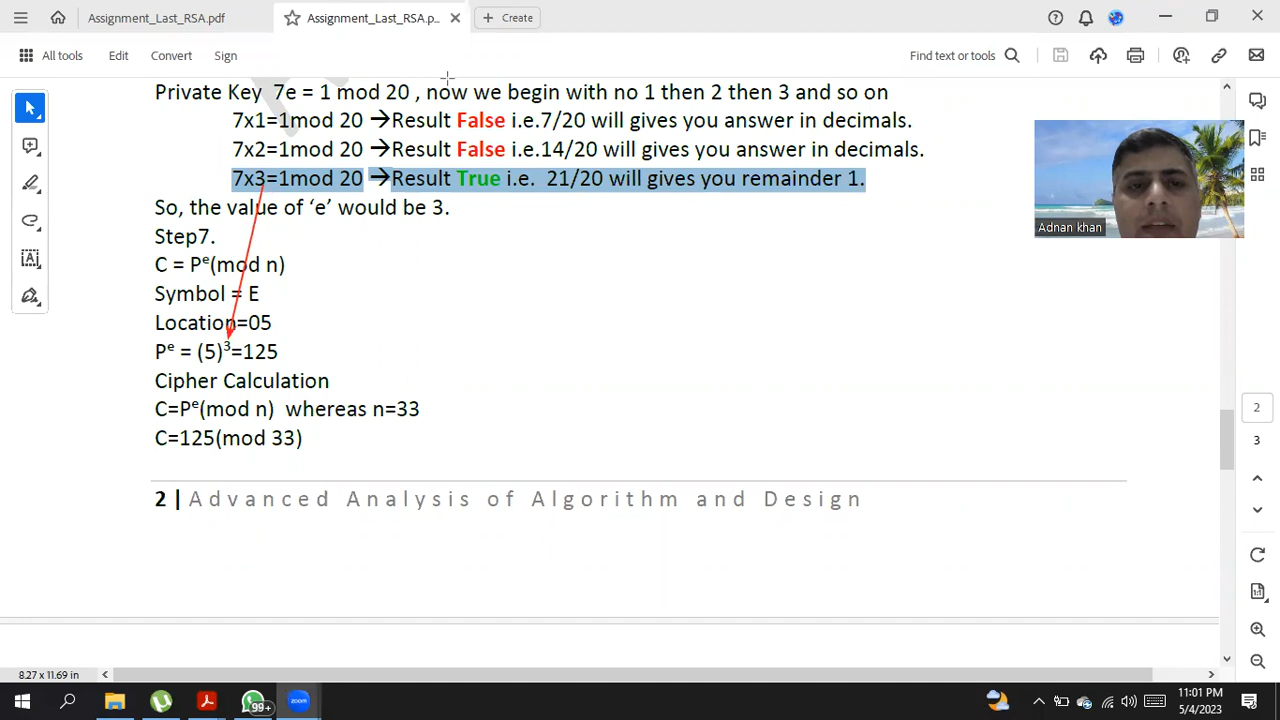 Assignment_Last_RSA.pdf
Assignment_Last_RSA.p...
Create
All tools
Edit
Convert
Sign
Find text or tools
Private Key 7e = 1 mod 20 , now we begin with no 1 then 2 then 3 and so on
7x1=1mod 20 →Result False i.e.7/20 will gives you answer in decimals.
7x2=1mod 20 →Result False i.e.14/20 will gives you answer in decimals.
7x3=1mod 20 →Result True i.e. 21/20 will gives you remainder 1.
So, the value of ‘e’ would be 3.
Step7.
C = Pᵉ(mod n)
Symbol = E
Location=05
Pᵉ = (5)³=125
Cipher Calculation
C=Pᵉ(mod n) whereas n=33
C=125(mod 33)
2 | Advanced Analysis of Algorithm and Design
Adnan khan
2
3
1:1
8.27 x 11.69 in
99+
zoom
11:01 PM
5/4/2023